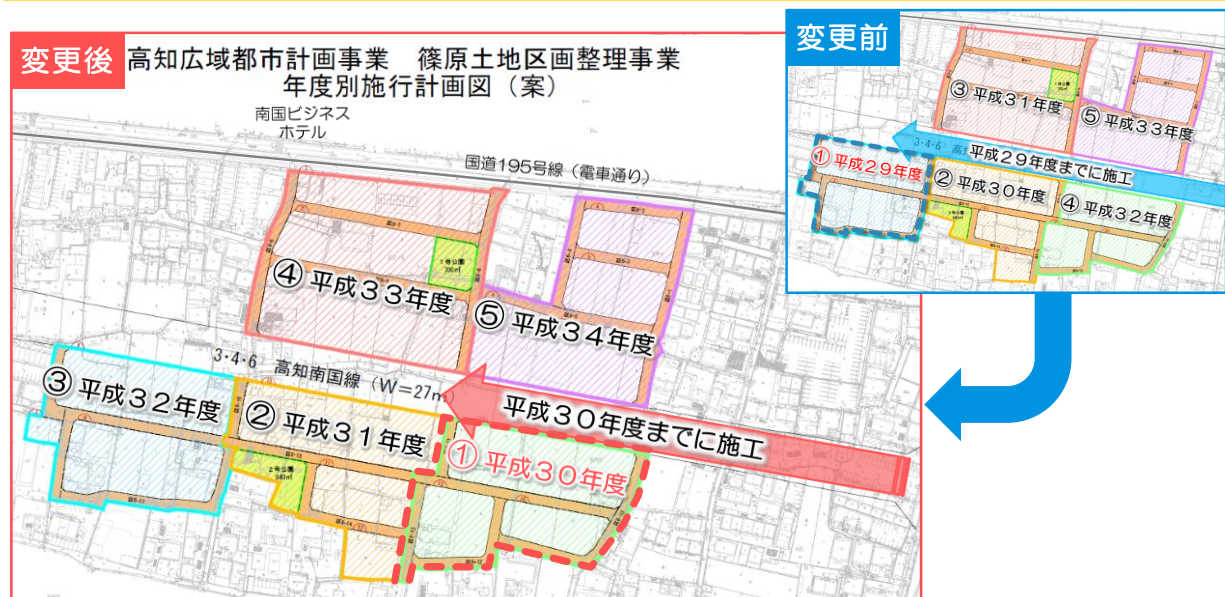 変更後
高知広域都市計画事業　篠原土地区画整理事業
年度別施行計画図（案）
南国ビジネス
ホテル
国道195号線（電車通り）
1号公園
④ 平成33年度
⑤ 平成34年度
3・4・6　高知南国線（W＝27m）
③ 平成32年度
② 平成31年度
平成30年度までに施工
① 平成30年度
2号公園
変更前
③ 平成31年度
⑤ 平成33年度
3・4・6
平成29年度までに施工
① 平成29年度
② 平成30年度
④ 平成32年度